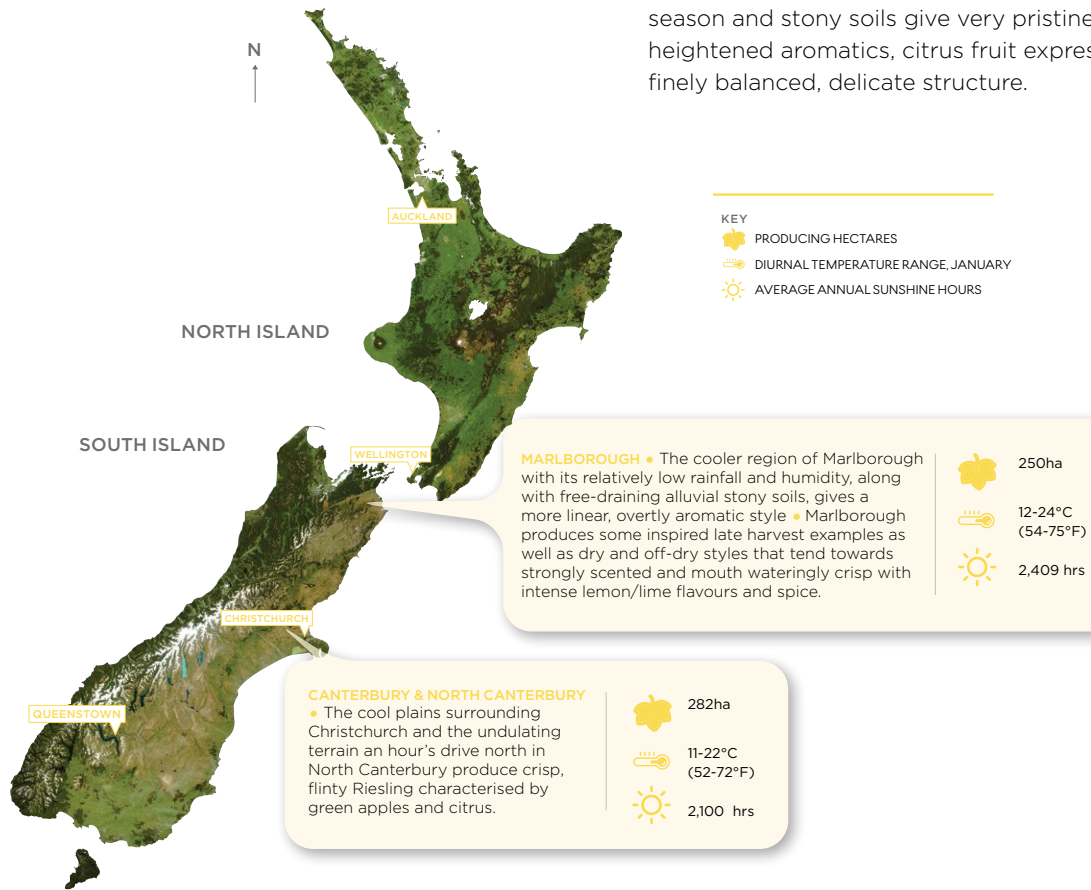 season and stony soils give very pristine
heightened aromatics, citrus fruit expres
finely balanced, delicate structure.
N
AUCKLAND
KEY
PRODUCING HECTARES
DIURNAL TEMPERATURE RANGE, JANUARY
AVERAGE ANNUAL SUNSHINE HOURS
NORTH ISLAND
SOUTH ISLAND
WELLINGTON
MARLBOROUGH • The cooler region of Marlborough
with its relatively low rainfall and humidity, along
with free-draining alluvial stony soils, gives a
more linear, overtly aromatic style • Marlborough
produces some inspired late harvest examples as
well as dry and off-dry styles that tend towards
strongly scented and mouth wateringly crisp with
intense lemon/lime flavours and spice.
250ha
12-24°C
(54-75°F)
2,409 hrs
CHRISTCHURCH
QUEENSTOWN
CANTERBURY & NORTH CANTERBURY
• The cool plains surrounding
Christchurch and the undulating
terrain an hour's drive north in
North Canterbury produce crisp,
flinty Riesling characterised by
green apples and citrus.
282ha
11-22°C
(52-72°F)
2,100 hrs